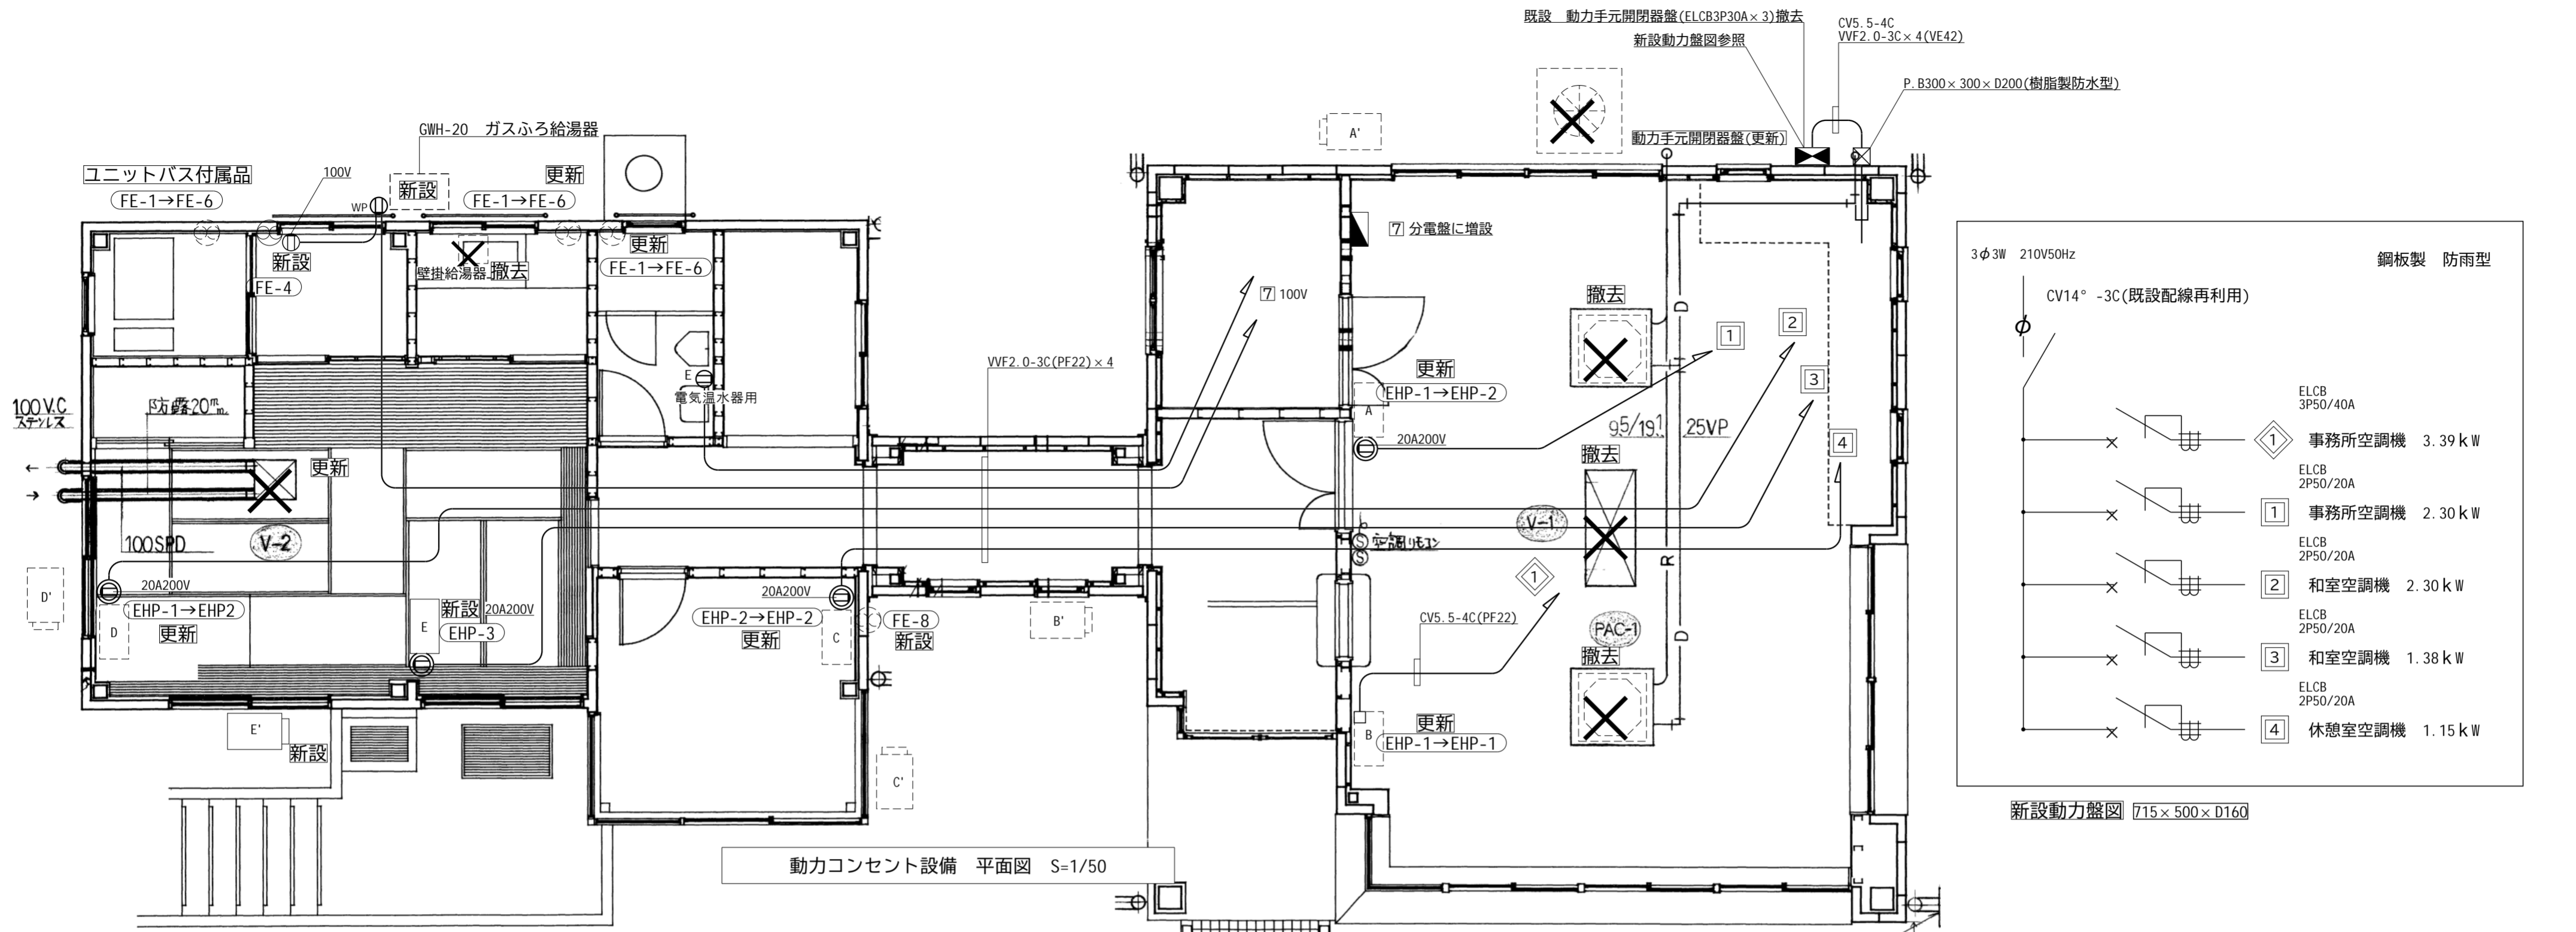 既設　動力手元開閉器盤(ELCB3P30A×3)撤去
新設動力盤図参照
CV5.5-4C
VVF2.0-3C×4(VE42)
P.B300×300×D200(樹脂製防水型)
動力手元開閉器盤(更新)
A'
GWH-20　ガスふろ給湯器
ユニットバス付属品
FE-1→FE-6
100V
WP
新設
更新
FE-1→FE-6
新設
FE-4
壁掛給湯器
撤去
更新
FE-1→FE-6
7 分電盤に増設
7 100V
E
電気温水器用
VVF2.0-3C(PF22)×4
100V.C
ステンレス
防露20mm
更新
100SPD
V-2
D'
20A200V
EHP-1→EHP2
D
更新
新設
20A200V
E
EHP-3
20A200V
EHP-2→EHP-2
更新
C
FE-8
新設
B'
C'
E'
新設
撤去
更新
EHP-1→EHP-2
A
20A200V
9.5/19.1
25VP
D
1
2
3
4
撤去
V-1
S
S
空調リモコン
1
R
CV5.5-4C(PF22)
PAC-1
撤去
D
更新
EHP-1→EHP-1
B
動力コンセント設備　平面図　S=1/50
3φ3W　210V50Hz
鋼板製　防雨型
CV14°-3C(既設配線再利用)
ELCB
3P50/40A
1 事務所空調機　3.39kW
ELCB
2P50/20A
1 事務所空調機　2.30kW
ELCB
2P50/20A
2 和室空調機　2.30kW
ELCB
2P50/20A
3 和室空調機　1.38kW
ELCB
2P50/20A
4 休憩室空調機　1.15kW
新設動力盤図 715×500×D160